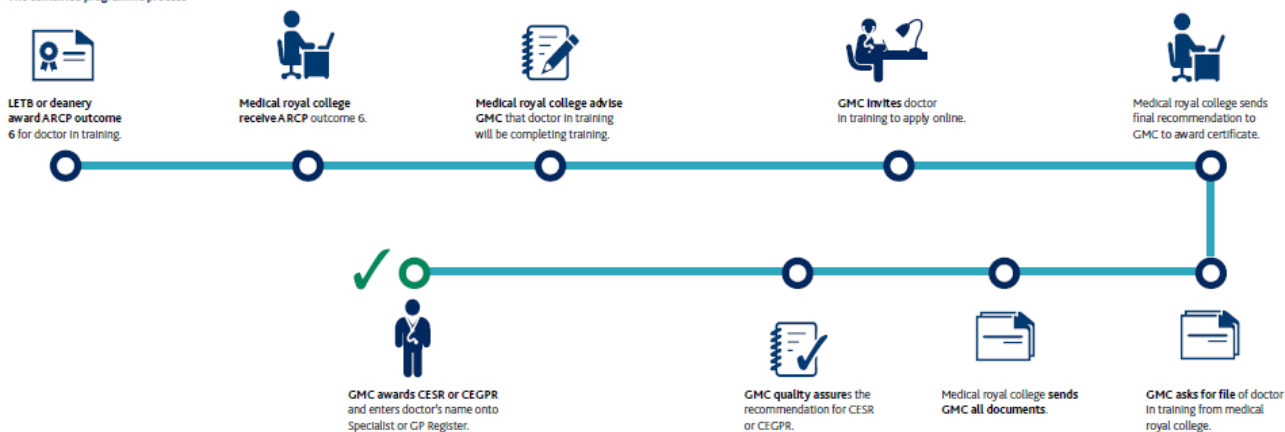 The combined programme process
LETB or deanery
award ARCP outcome
6 for doctor in training.
Medical royal college
receive ARCP outcome 6.
Medical royal college advise
GMC that doctor in training
will be completing training.
GMC invites doctor
in training to apply online.
Medical royal college sends
final recommendation to
GMC to award certificate.
GMC asks for file of doctor
in training from medical
royal college.
Medical royal college sends
GMC all documents.
GMC quality assures the
recommendation for CESR
or CEGPR.
GMC awards CESR or CEGPR
and enters doctor's name onto
Specialist or GP Register.